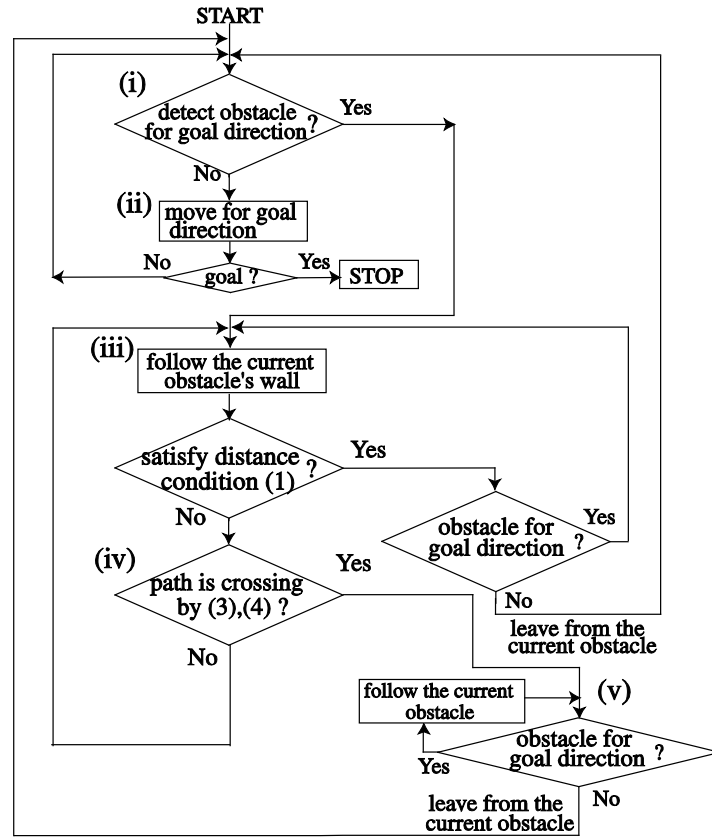 START
(i)
detect obstacle
for goal direction ?
Yes
No
(ii)
move for goal
direction
No
goal ?
Yes
STOP
(iii)
follow the current
obstacle's wall
satisfy distance
condition (1) ?
Yes
No
obstacle for
goal direction ?
Yes
No
leave from the
current obstacle
(iv)
path is crossing
by (3),(4) ?
Yes
No
follow the current
obstacle
(v)
obstacle for
goal direction ?
Yes
No
leave from the
current obstacle